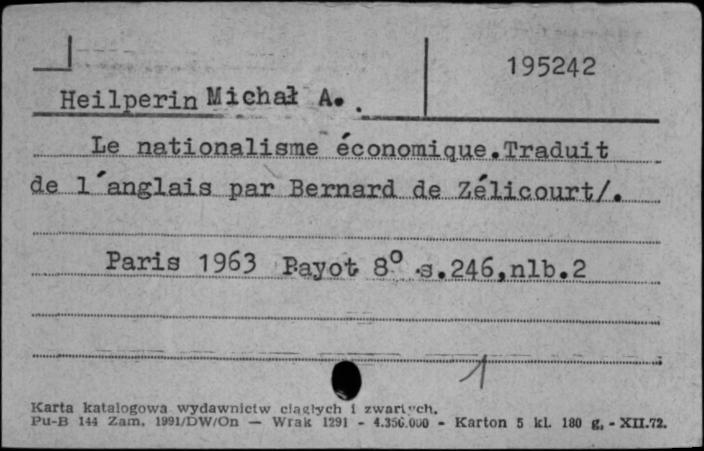 195242
Heilperin Michał A.
Le nationalisme économique.Traduit
de l'anglais par Bernard de Zélicourt/.
Paris 1963 Payot 8° s.246,nlb.2
1
Karta katalogowa wydawnictw ciągłych i zwartych.
Pu-B 144 Zam. 1991/DW/On — Wrak 1291 - 4.356.000 - Karton 5 kl. 180 g. - XII.72.